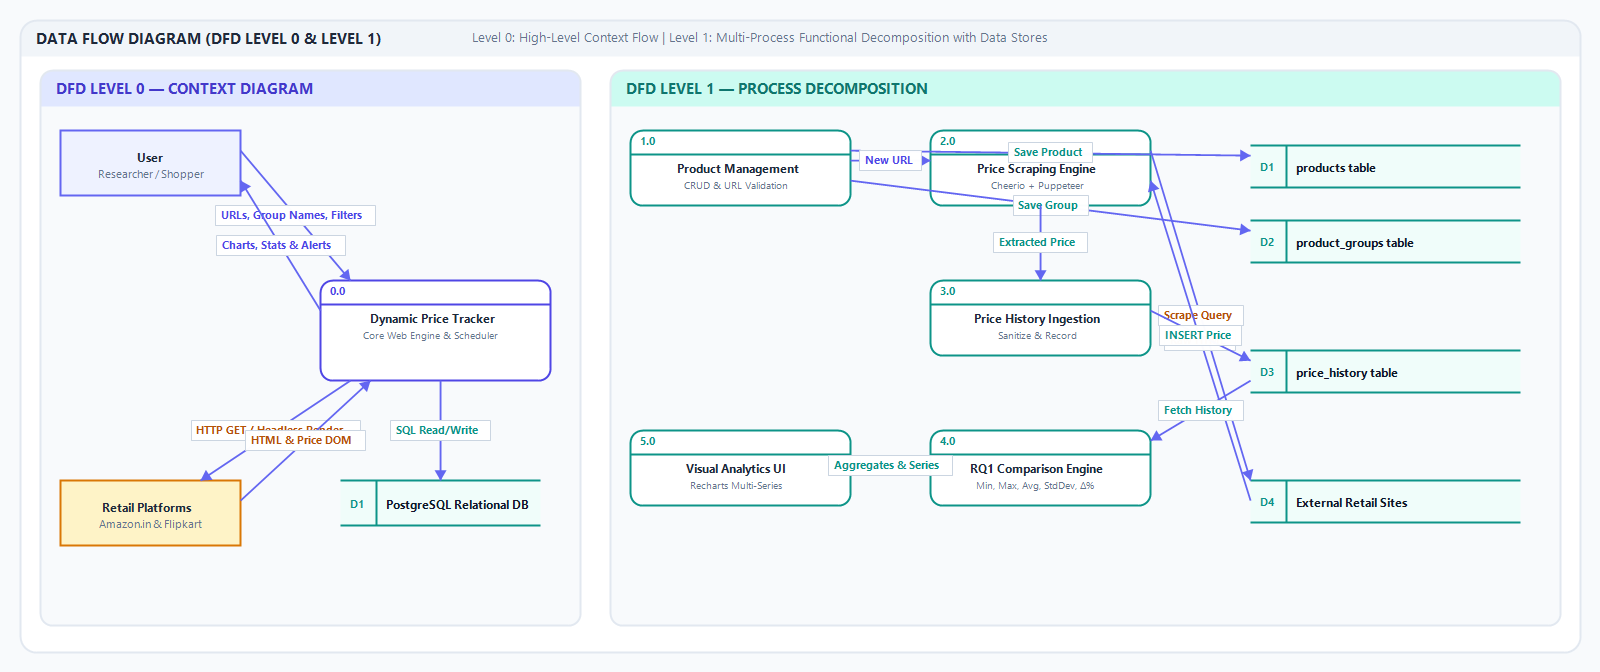 DATA FLOW DIAGRAM (DFD LEVEL 0 & LEVEL 1)
Level 0: High-Level Context Flow | Level 1: Multi-Process Functional Decomposition with Data Stores
DFD LEVEL 0 — CONTEXT DIAGRAM
User
Researcher / Shopper
URLs, Group Names, Filters
Charts, Stats & Alerts
0.0
Dynamic Price Tracker
Core Web Engine & Scheduler
HTTP GET / Headless Render
HTML & Price DOM
SQL Read/Write
Retail Platforms
Amazon.in & Flipkart
D1
PostgreSQL Relational DB
DFD LEVEL 1 — PROCESS DECOMPOSITION
1.0
Product Management
CRUD & URL Validation
New URL
2.0
Save Product
Price Scraping Engine
Cheerio + Puppeteer
Save Group
D1
products table
D2
product_groups table
Extracted Price
3.0
Price History Ingestion
Sanitize & Record
Scrape Query
INSERT Price
D3
price_history table
Fetch History
5.0
Visual Analytics UI
Recharts Multi-Series
Aggregates & Series
4.0
RQ1 Comparison Engine
Min, Max, Avg, StdDev, Δ%
D4
External Retail Sites